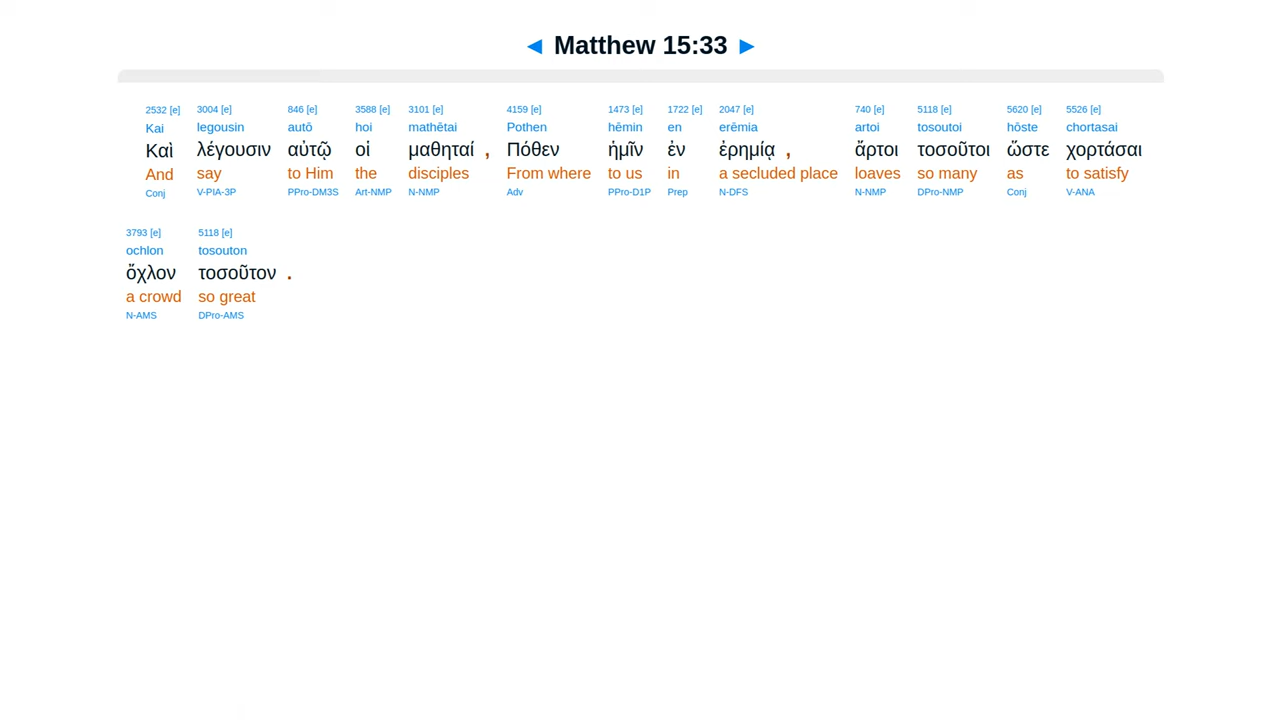 ◄ Matthew 15:33 ►
2532 [e] 3004 [e] 846 [e] 3588 [e] 3101 [e] 4159 [e] 1473 [e] 1722 [e] 2047 [e] 740 [e] 5118 [e] 5620 [e] 5526 [e]
Kai legousin autō hoi mathētai Pothen hēmin en erēmia artoi tosoutoi hōste chortasai
Καὶ λέγουσιν αὐτῷ οἱ μαθηταί , Πόθεν ἡμῖν ἐν ἐρημίᾳ , ἄρτοι τοσοῦτοι ὥστε χορτάσαι
And say to Him the disciples From where to us in a secluded place loaves so many as to satisfy
Conj V-PIA-3P PPro-DM3S Art-NMP N-NMP Adv PPro-D1P Prep N-DFS N-NMP DPro-NMP Conj V-ANA
3793 [e] 5118 [e]
ochlon tosouton
ὄχλον τοσοῦτον .
a crowd so great
N-AMS DPro-AMS